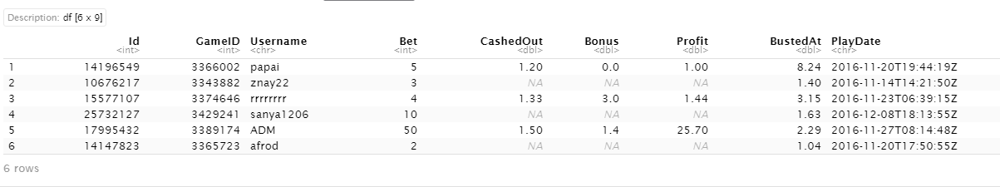 Description: df [6 x 9]
Id GameID Username Bet CashedOut Bonus Profit BustedAt PlayDate
<int> <int> <chr> <int> <dbl> <dbl> <dbl> <dbl> <chr>
1 14196549 3366002 papai 5 1.20 0.0 1.00 8.24 2016-11-20T19:44:19Z
2 10676217 3343882 znay22 3 NA NA NA 1.40 2016-11-14T14:21:50Z
3 15577107 3374646 rrrrrrrr 4 1.33 3.0 1.44 3.15 2016-11-23T06:39:15Z
4 25732127 3429241 sanya1206 10 NA NA NA 1.63 2016-12-08T18:13:55Z
5 17995432 3389174 ADM 50 1.50 1.4 25.70 2.29 2016-11-27T08:14:48Z
6 14147823 3365723 afrod 2 NA NA NA 1.04 2016-11-20T17:50:55Z
6 rows